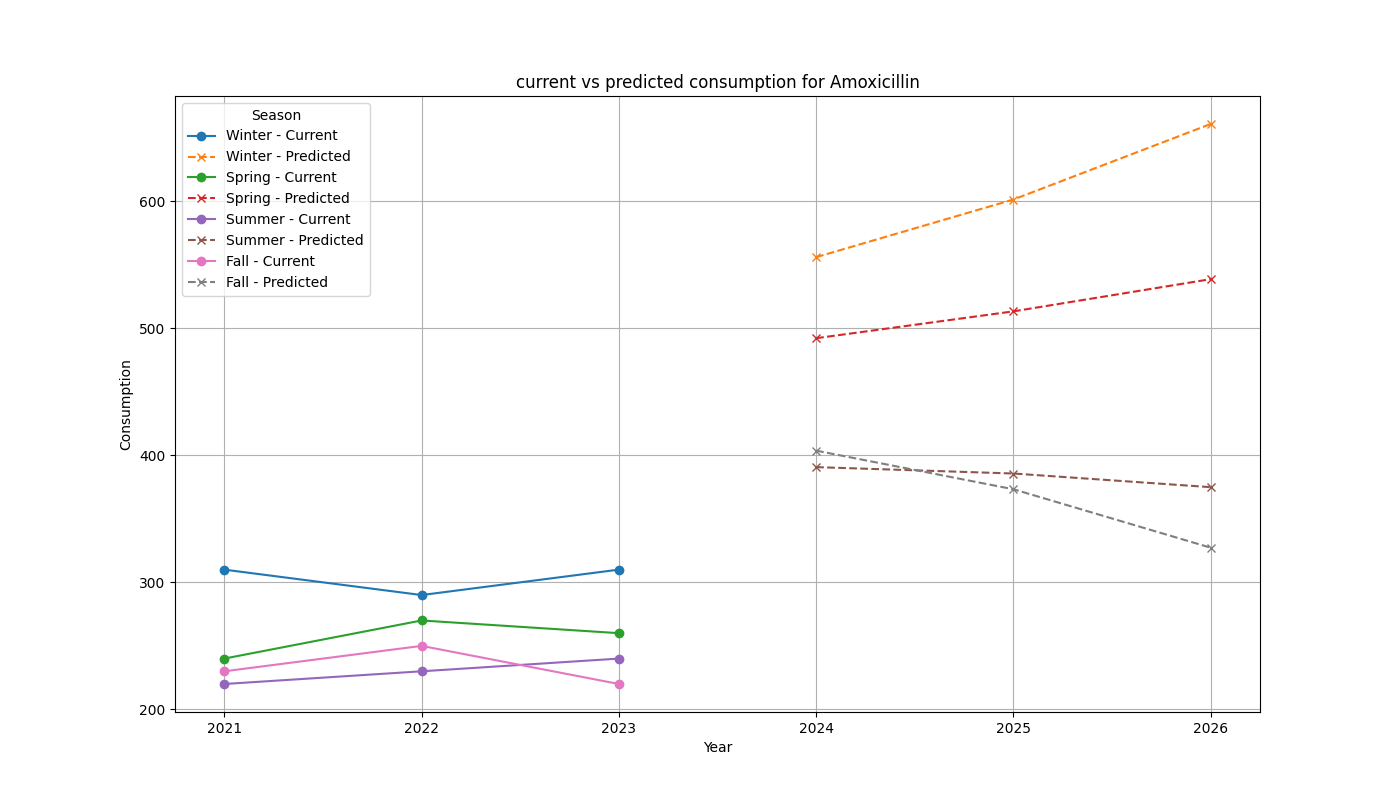 current vs predicted consumption for Amoxicillin
Season
Winter - Current
Winter - Predicted
Spring - Current
Spring - Predicted
Summer - Current
Summer - Predicted
Fall - Current
Fall - Predicted
600
500
400
300
200
Consumption
2021 2022 2023 2024 2025 2026
Year